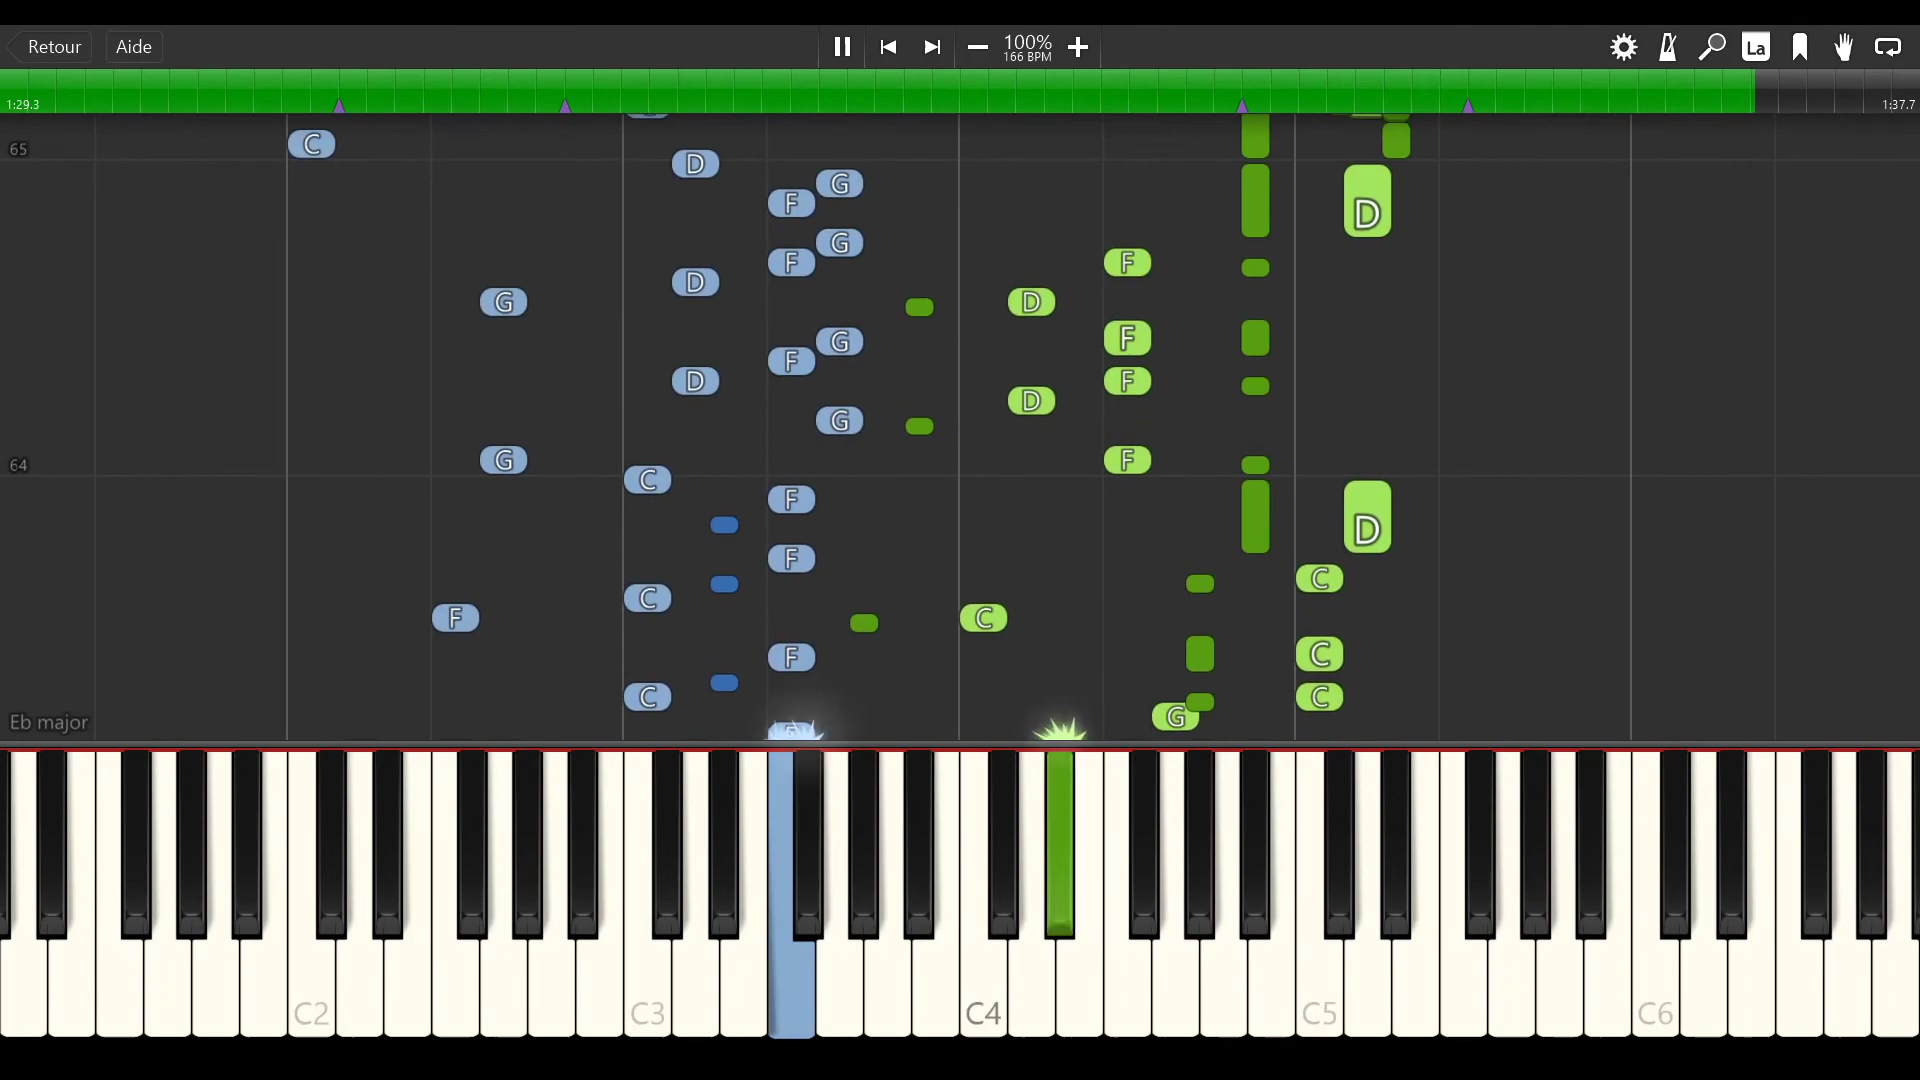 Retour Aide 100% La
166 BPM
1:29.3 1:37.7
65 C D
G
F D
G
F F
D
G D
G F
F
D F
D
G
64 G F
C
F D
F
C
C
F C
F C
C C
Eb major G
C2 C3 C4 C5 C6